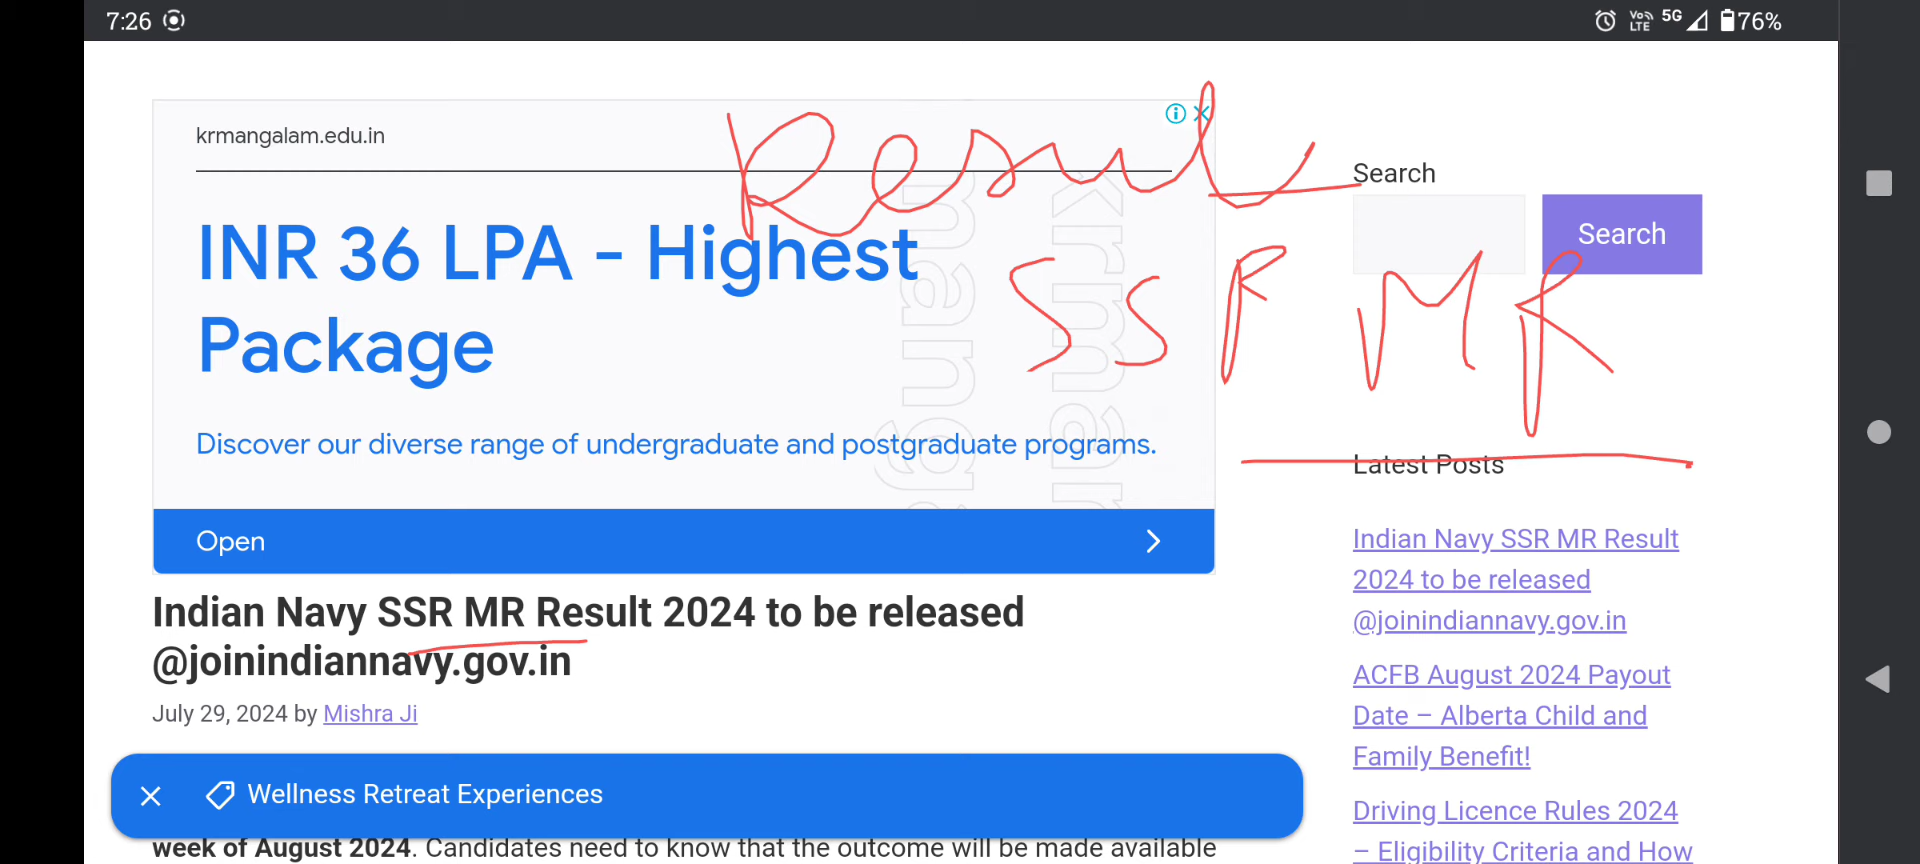 7:26
VoLTE 5G 76%
krmangalam.edu.in
Result
INR 36 LPA - Highest
Package
SSR MR
krmangalam
Discover our diverse range of undergraduate and postgraduate programs.
Open
Indian Navy SSR MR Result 2024 to be released
@joinindiannavy.gov.in
July 29, 2024 by Mishra Ji
Wellness Retreat Experiences
week of August 2024. Candidates need to know that the outcome will be made available
Search
Search
Latest Posts
Indian Navy SSR MR Result
2024 to be released
@joinindiannavy.gov.in
ACFB August 2024 Payout
Date – Alberta Child and
Family Benefit!
Driving Licence Rules 2024
– Eligibility Criteria and How